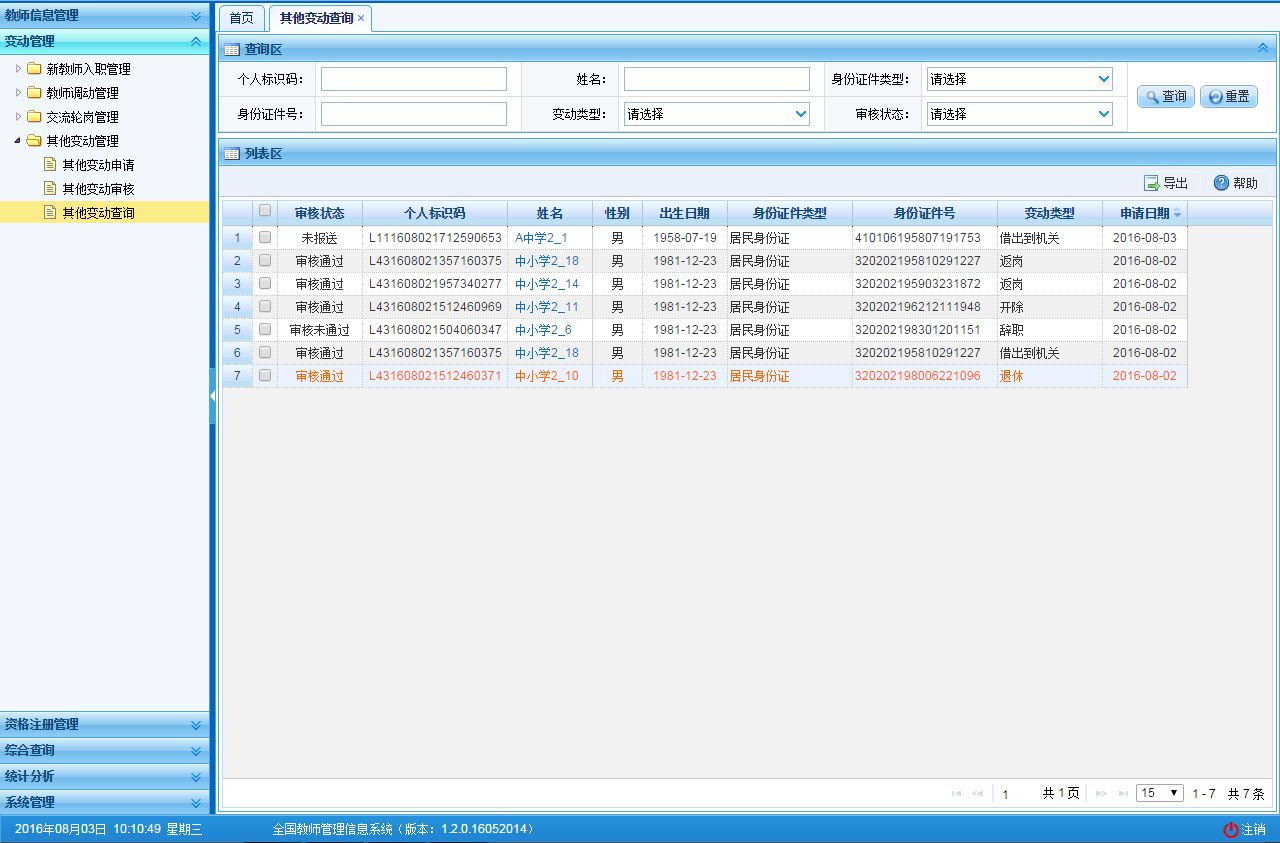 教师信息管理
变动管理
新教师入职管理
教师调动管理
交流轮岗管理
其他变动管理
其他变动申请
其他变动审核
其他变动查询
资格注册管理
综合查询
统计分析
系统管理
首页 其他变动查询 ×
查询区
个人标识码： 姓名： 身份证件类型： 请选择
身份证件号： 变动类型： 请选择 审核状态： 请选择
查询 重置
列表区
导出 帮助
审核状态 个人标识码 姓名 性别 出生日期 身份证件类型 身份证件号 变动类型 申请日期
1 未报送 L111608021712590653 A中学2_1 男 1958-07-19 居民身份证 410106195807191753 借出到机关 2016-08-03
2 审核通过 L431608021357160375 中小学2_18 男 1981-12-23 居民身份证 320202195810291227 返岗 2016-08-02
3 审核通过 L431608021957340277 中小学2_14 男 1981-12-23 居民身份证 320202195903231872 返岗 2016-08-02
4 审核通过 L431608021512460969 中小学2_11 男 1981-12-23 居民身份证 320202196212111948 开除 2016-08-02
5 审核未通过 L431608021504060347 中小学2_6 男 1981-12-23 居民身份证 320202198301201151 辞职 2016-08-02
6 审核通过 L431608021357160375 中小学2_18 男 1981-12-23 居民身份证 320202195810291227 借出到机关 2016-08-02
7 审核通过 L431608021512460371 中小学2_10 男 1981-12-23 居民身份证 320202198006221096 退休 2016-08-02
1 共 1 页 15 1 - 7 共 7 条
2016年08月03日 10:10:49 星期三 全国教师管理信息系统（版本：1.2.0.16052014） 注销